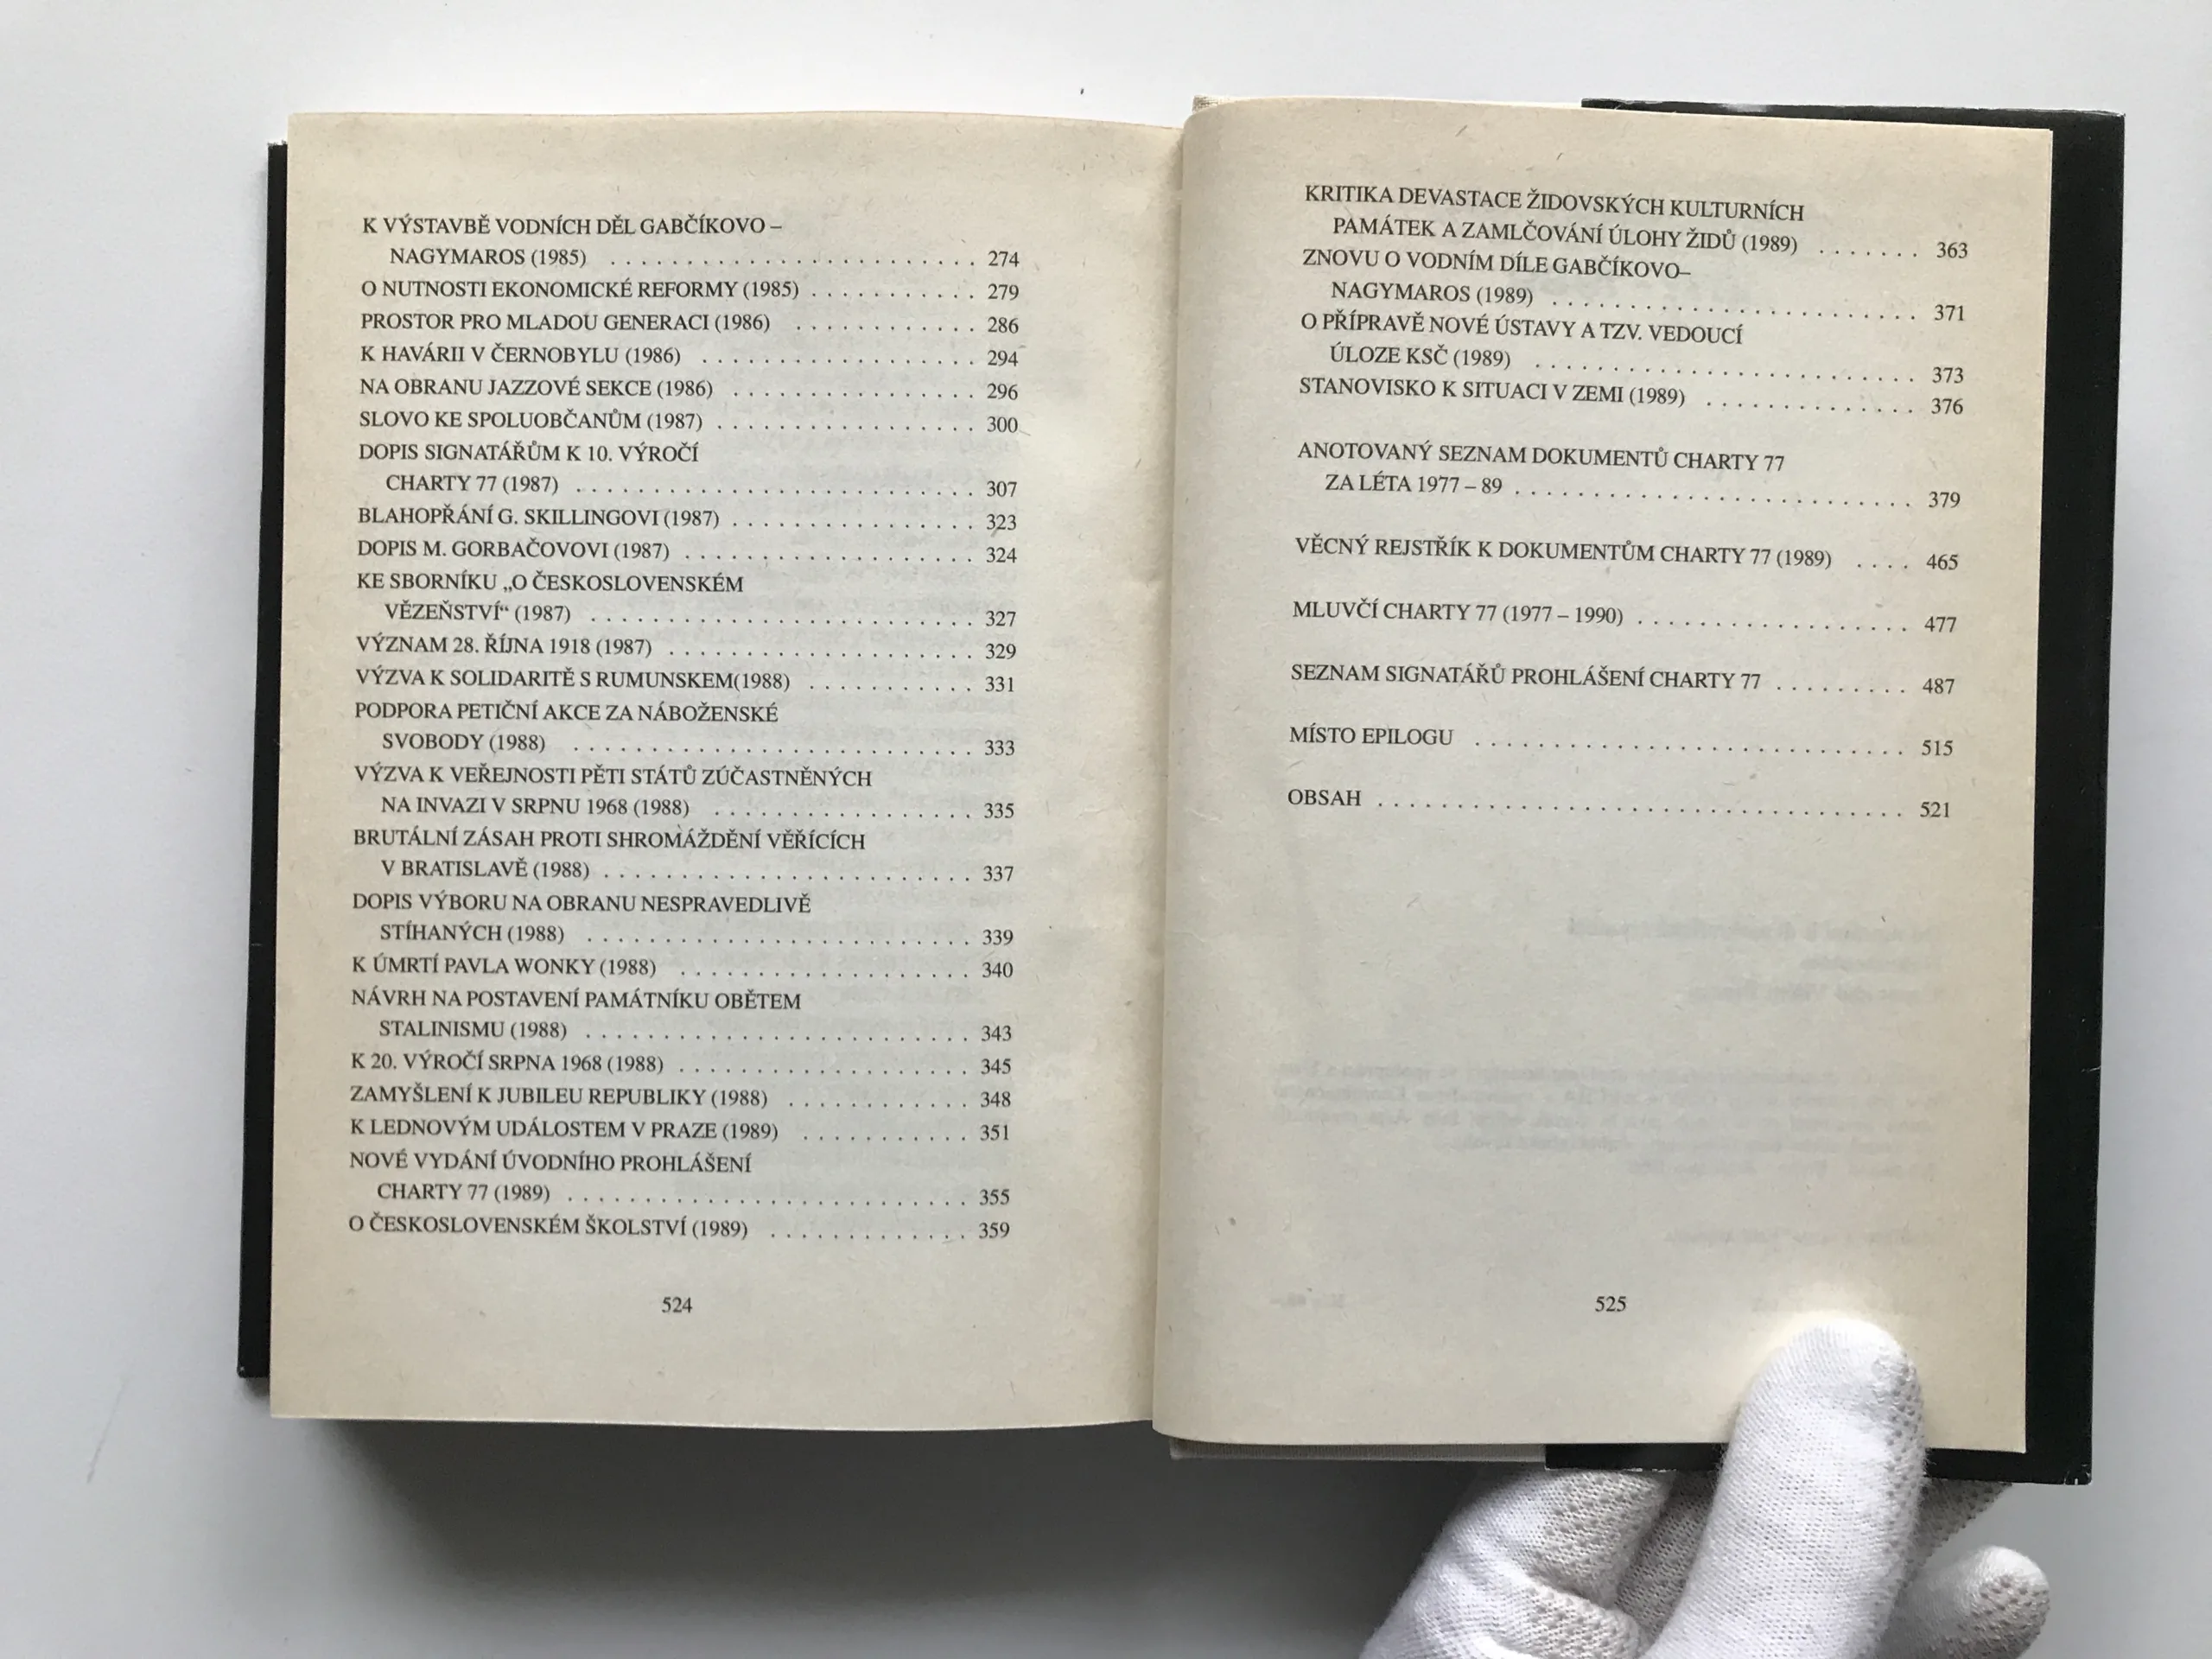 K VÝSTAVBĚ VODNÍCH DĚL GABČÍKOVO –
NAGYMAROS (1985) . . . . . . . . . . . . . . . . . . . . . . . . 274
O NUTNOSTI EKONOMICKÉ REFORMY (1985) . . . . . . . . . . . 279
PROSTOR PRO MLADOU GENERACI (1986) . . . . . . . . . . . . 286
K HAVÁRII V ČERNOBYLU (1986) . . . . . . . . . . . . . . . . . . 294
NA OBRANU JAZZOVÉ SEKCE (1986) . . . . . . . . . . . . . . . . 296
SLOVO KE SPOLUOBČANŮM (1987) . . . . . . . . . . . . . . . . . 300
DOPIS SIGNATÁŘŮM K 10. VÝROČÍ
CHARTY 77 (1987) . . . . . . . . . . . . . . . . . . . . . . . . . . 307
BLAHOPŘÁNÍ G. SKILLINGOVI (1987) . . . . . . . . . . . . . . . . 323
DOPIS M. GORBAČOVOVI (1987) . . . . . . . . . . . . . . . . . . . 324
KE SBORNÍKU „O ČESKOSLOVENSKÉM
VĚZEŇSTVÍ“ (1987) . . . . . . . . . . . . . . . . . . . . . . . . . 327
VÝZNAM 28. ŘÍJNA 1918 (1987) . . . . . . . . . . . . . . . . . . . . 329
VÝZVA K SOLIDARITĚ S RUMUNSKEM(1988) . . . . . . . . . . . 331
PODPORA PETIČNÍ AKCE ZA NÁBOŽENSKÉ
SVOBODY (1988) . . . . . . . . . . . . . . . . . . . . . . . . . . 333
VÝZVA K VEŘEJNOSTI PĚTI STÁTŮ ZÚČASTNĚNÝCH
NA INVAZI V SRPNU 1968 (1988) . . . . . . . . . . . . . . . . . 335
BRUTÁLNÍ ZÁSAH PROTI SHROMÁŽDĚNÍ VĚŘÍCÍCH
V BRATISLAVĚ (1988) . . . . . . . . . . . . . . . . . . . . . . . . 337
DOPIS VÝBORU NA OBRANU NESPRAVEDLIVĚ
STÍHANÝCH (1988) . . . . . . . . . . . . . . . . . . . . . . . . . 339
K ÚMRTÍ PAVLA WONKY (1988) . . . . . . . . . . . . . . . . . . . 340
NÁVRH NA POSTAVENÍ PAMÁTNÍKU OBĚTEM
STALINISMU (1988) . . . . . . . . . . . . . . . . . . . . . . . . . 343
K 20. VÝROČÍ SRPNA 1968 (1988) . . . . . . . . . . . . . . . . . . . 345
ZAMYŠLENÍ K JUBILEU REPUBLIKY (1988) . . . . . . . . . . . . 348
K LEDNOVÝM UDÁLOSTEM V PRAZE (1989) . . . . . . . . . . . 351
NOVÉ VYDÁNÍ ÚVODNÍHO PROHLÁŠENÍ
CHARTY 77 (1989) . . . . . . . . . . . . . . . . . . . . . . . . . . 355
O ČESKOSLOVENSKÉM ŠKOLSTVÍ (1989) . . . . . . . . . . . . . 359
524
KRITIKA DEVASTACE ŽIDOVSKÝCH KULTURNÍCH
PAMÁTEK A ZAMLČOVÁNÍ ÚLOHY ŽIDŮ (1989) . . . . . . . 363
ZNOVU O VODNÍM DÍLE GABČÍKOVO–
NAGYMAROS (1989) . . . . . . . . . . . . . . . . . . . . . . . . 371
O PŘÍPRAVĚ NOVÉ ÚSTAVY A TZV. VEDOUCÍ
ÚLOZE KSČ (1989) . . . . . . . . . . . . . . . . . . . . . . . . . 373
STANOVISKO K SITUACI V ZEMI (1989) . . . . . . . . . . . . . . 376
ANOTOVANÝ SEZNAM DOKUMENTŮ CHARTY 77
ZA LÉTA 1977 – 89 . . . . . . . . . . . . . . . . . . . . . . . . . . 379
VĚCNÝ REJSTŘÍK K DOKUMENTŮM CHARTY 77 (1989) . . . . 465
MLUVČÍ CHARTY 77 (1977 – 1990) . . . . . . . . . . . . . . . . . . 477
SEZNAM SIGNATÁŘŮ PROHLÁŠENÍ CHARTY 77 . . . . . . . . . 487
MÍSTO EPILOGU . . . . . . . . . . . . . . . . . . . . . . . . . . . . 515
OBSAH . . . . . . . . . . . . . . . . . . . . . . . . . . . . . . . . . . 521
525